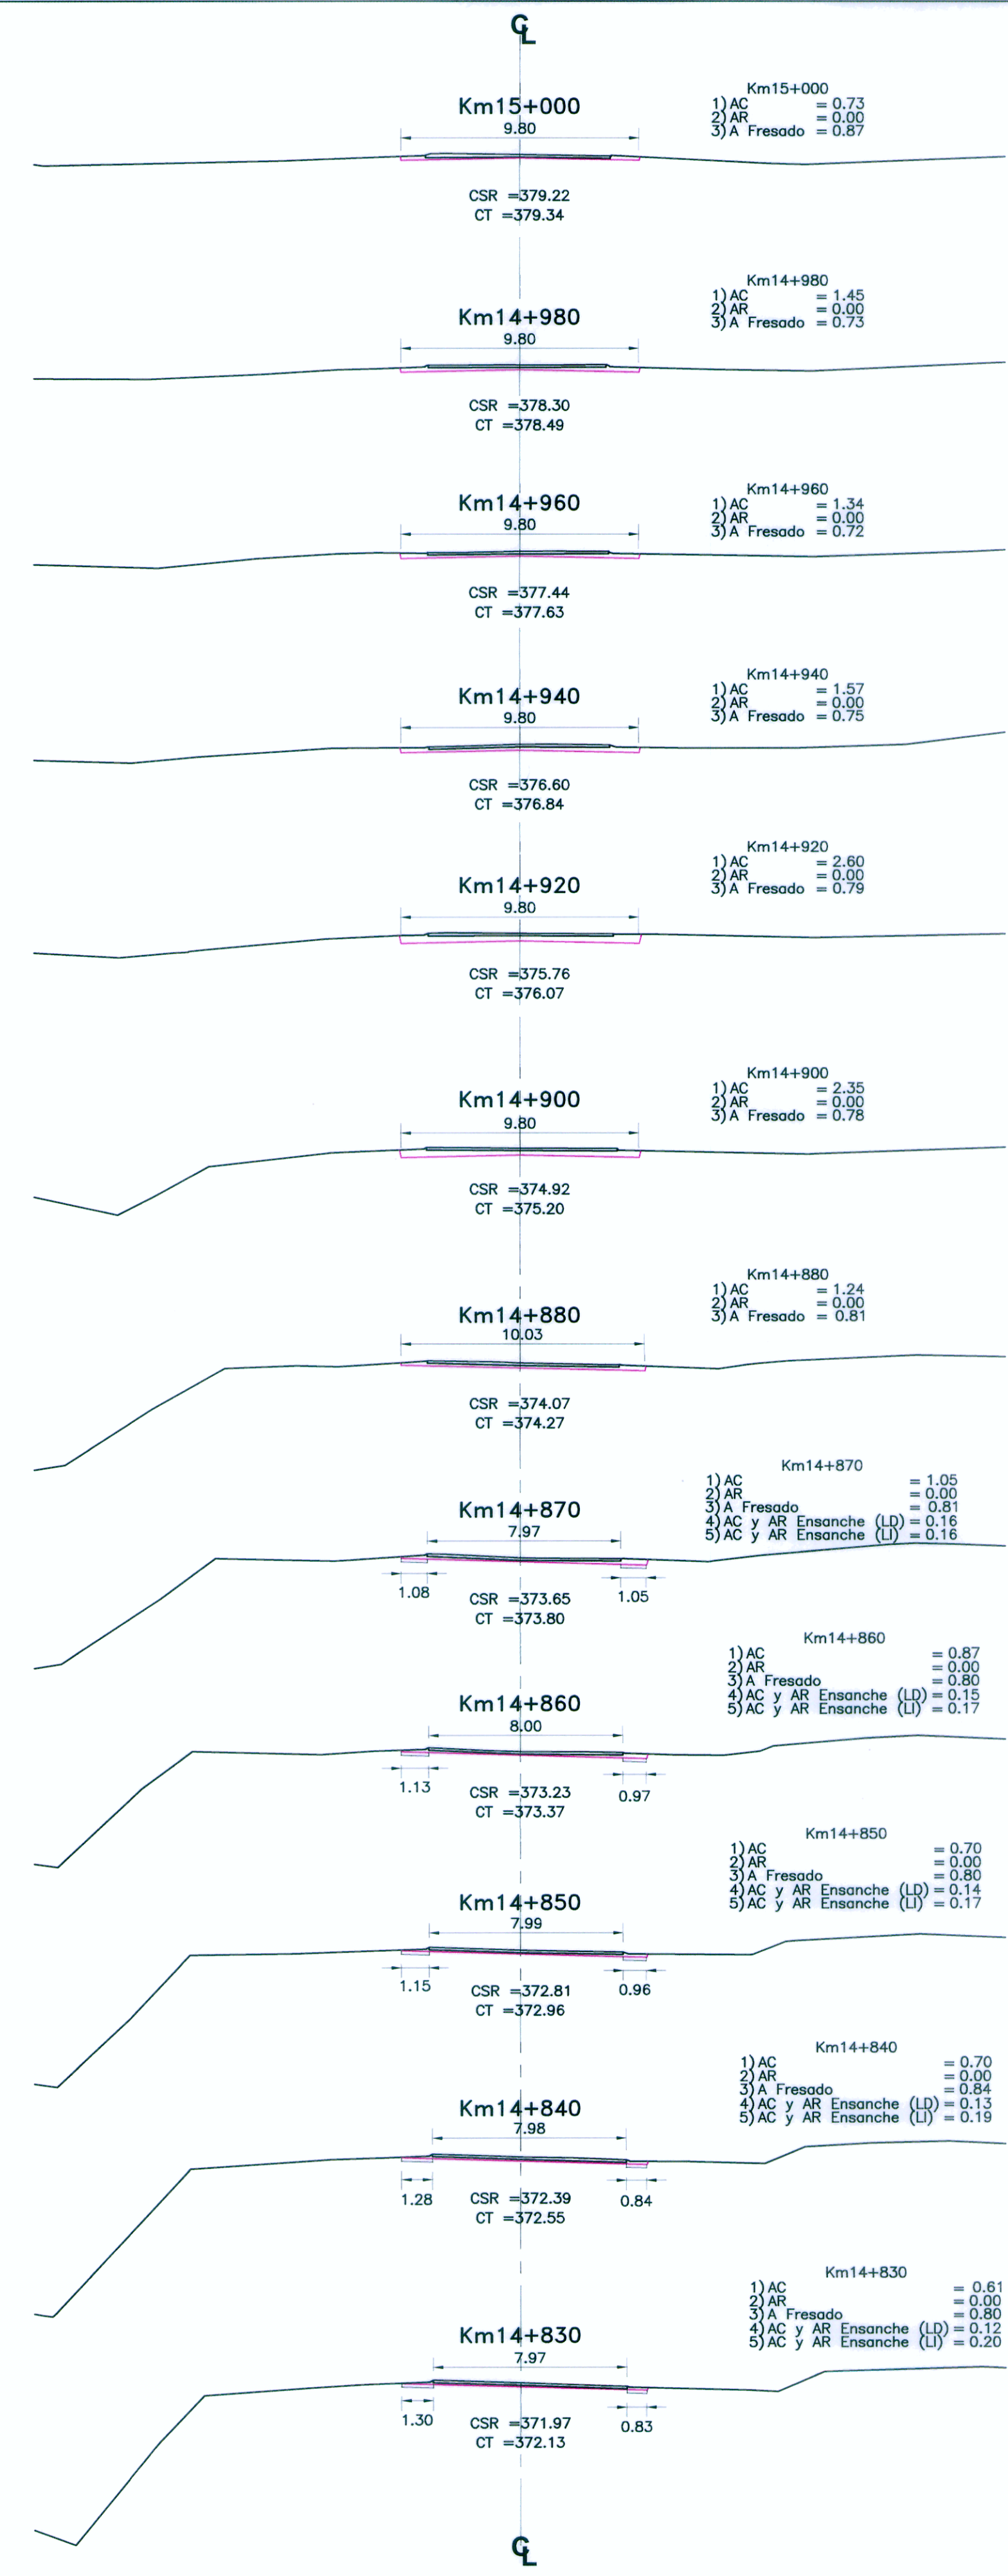 CL
Km15+000
9.80
CSR =379.22
CT =379.34
Km15+000
1)AC = 0.73
2)AR = 0.00
3)A Fresado = 0.87
Km14+980
9.80
CSR =378.30
CT =378.49
Km14+980
1)AC = 1.45
2)AR = 0.00
3)A Fresado = 0.73
Km14+960
9.80
CSR =377.44
CT =377.63
Km14+960
1)AC = 1.34
2)AR = 0.00
3)A Fresado = 0.72
Km14+940
9.80
CSR =376.60
CT =376.84
Km14+940
1)AC = 1.57
2)AR = 0.00
3)A Fresado = 0.75
Km14+920
9.80
CSR =375.76
CT =376.07
Km14+920
1)AC = 2.60
2)AR = 0.00
3)A Fresado = 0.79
Km14+900
9.80
CSR =374.92
CT =375.20
Km14+900
1)AC = 2.35
2)AR = 0.00
3)A Fresado = 0.78
Km14+880
10.03
CSR =374.07
CT =374.27
Km14+880
1)AC = 1.24
2)AR = 0.00
3)A Fresado = 0.81
Km14+870
7.97
1.08
1.05
CSR =373.65
CT =373.80
Km14+870
1)AC = 1.05
2)AR = 0.00
3)A Fresado = 0.81
4)AC y AR Ensanche (LD) = 0.16
5)AC y AR Ensanche (LI) = 0.16
Km14+860
8.00
1.13
0.97
CSR =373.23
CT =373.37
Km14+860
1)AC = 0.87
2)AR = 0.00
3)A Fresado = 0.80
4)AC y AR Ensanche (LD) = 0.15
5)AC y AR Ensanche (LI) = 0.17
Km14+850
7.99
1.15
0.96
CSR =372.81
CT =372.96
Km14+850
1)AC = 0.70
2)AR = 0.00
3)A Fresado = 0.80
4)AC y AR Ensanche (LD) = 0.14
5)AC y AR Ensanche (LI) = 0.17
Km14+840
7.98
1.28
0.84
CSR =372.39
CT =372.55
Km14+840
1)AC = 0.70
2)AR = 0.00
3)A Fresado = 0.84
4)AC y AR Ensanche (LD) = 0.13
5)AC y AR Ensanche (LI) = 0.19
Km14+830
7.97
1.30
0.83
CSR =371.97
CT =372.13
Km14+830
1)AC = 0.61
2)AR = 0.00
3)A Fresado = 0.80
4)AC y AR Ensanche (LD) = 0.12
5)AC y AR Ensanche (LI) = 0.20
CL